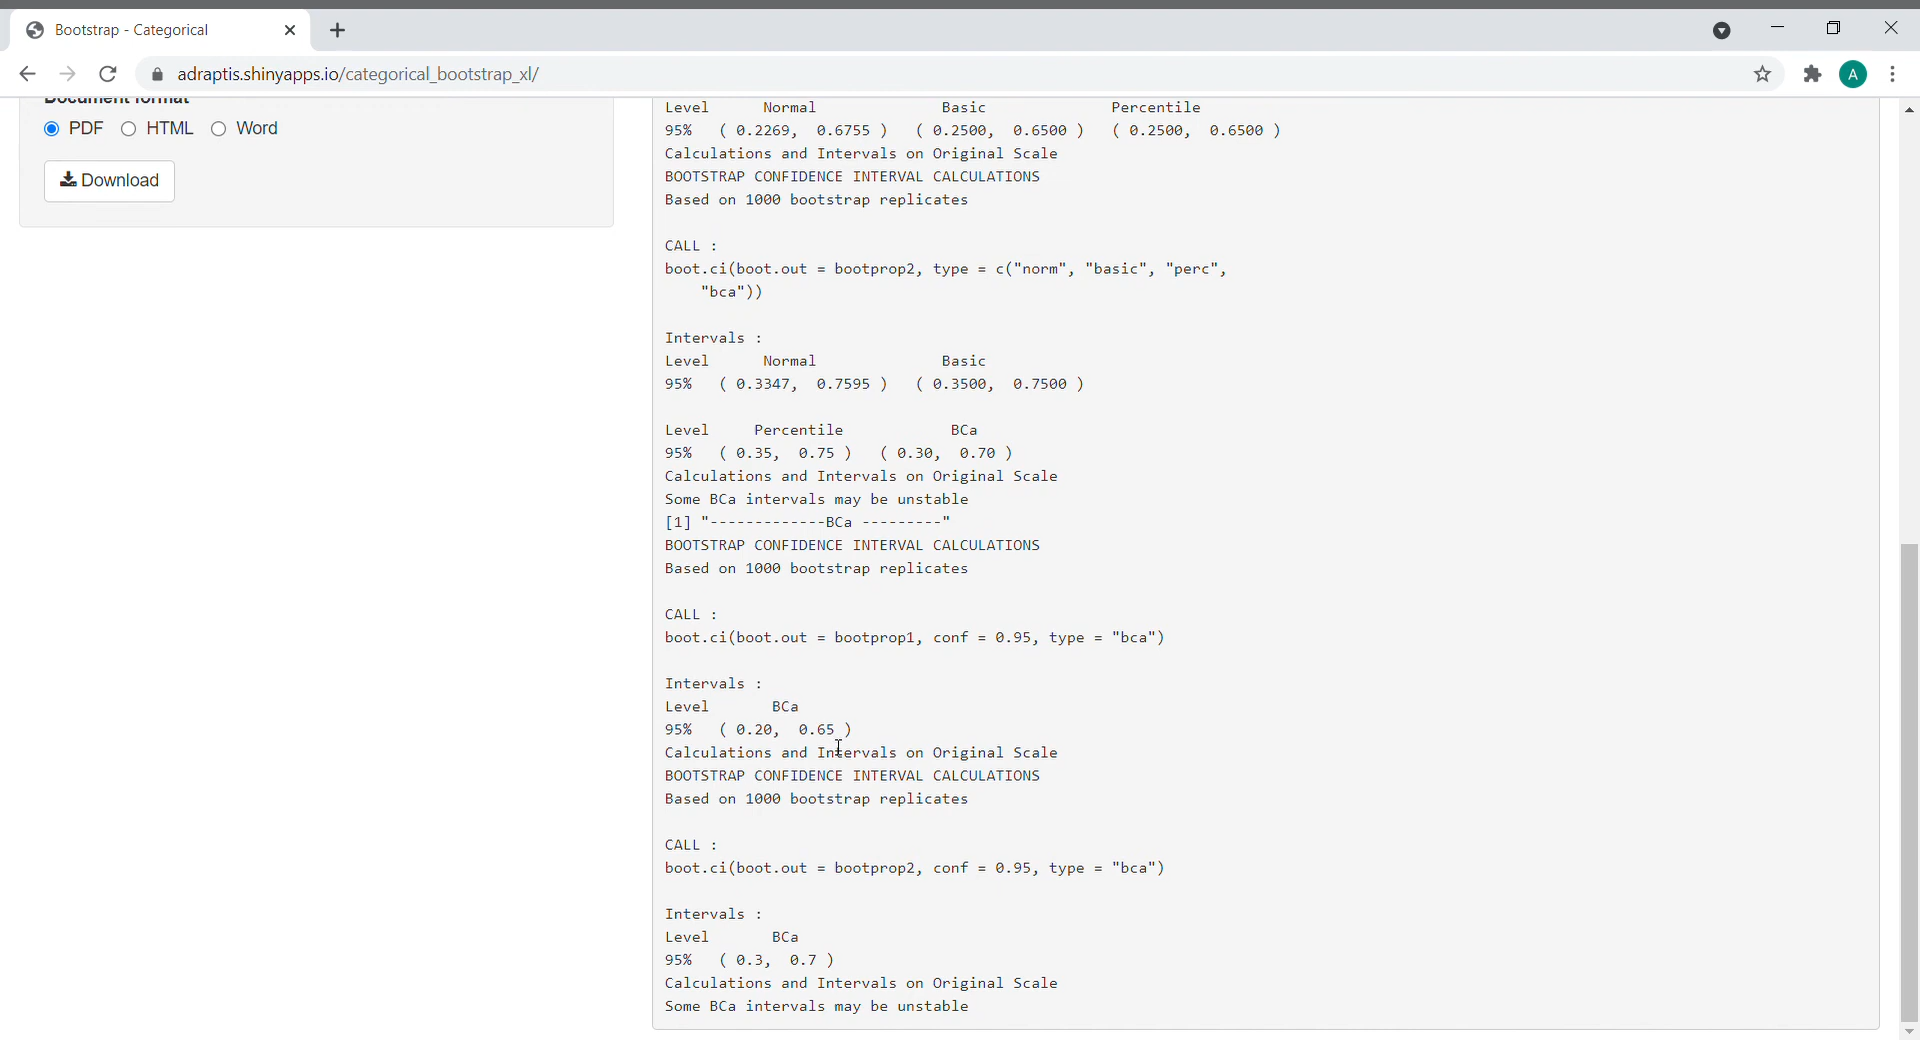 Bootstrap - Categorical
adraptis.shinyapps.io/categorical_bootstrap_xl/
A
Document format
PDF HTML Word
Download
Level      Normal              Basic              Percentile
95%   ( 0.2269,  0.6755 )   ( 0.2500,  0.6500 )   ( 0.2500,  0.6500 )
Calculations and Intervals on Original Scale
BOOTSTRAP CONFIDENCE INTERVAL CALCULATIONS
Based on 1000 bootstrap replicates
CALL :
boot.ci(boot.out = bootprop2, type = c("norm", "basic", "perc",
"bca"))
Intervals :
Level      Normal              Basic
95%   ( 0.3347,  0.7595 )   ( 0.3500,  0.7500 )
Level     Percentile            BCa
95%   ( 0.35,  0.75 )   ( 0.30,  0.70 )
Calculations and Intervals on Original Scale
Some BCa intervals may be unstable
[1] "-------------BCa ---------"
BOOTSTRAP CONFIDENCE INTERVAL CALCULATIONS
Based on 1000 bootstrap replicates
CALL :
boot.ci(boot.out = bootprop1, conf = 0.95, type = "bca")
Intervals :
Level       BCa
95%   ( 0.20,  0.65 )
Calculations and Intervals on Original Scale
BOOTSTRAP CONFIDENCE INTERVAL CALCULATIONS
Based on 1000 bootstrap replicates
CALL :
boot.ci(boot.out = bootprop2, conf = 0.95, type = "bca")
Intervals :
Level       BCa
95%   ( 0.3,  0.7 )
Calculations and Intervals on Original Scale
Some BCa intervals may be unstable